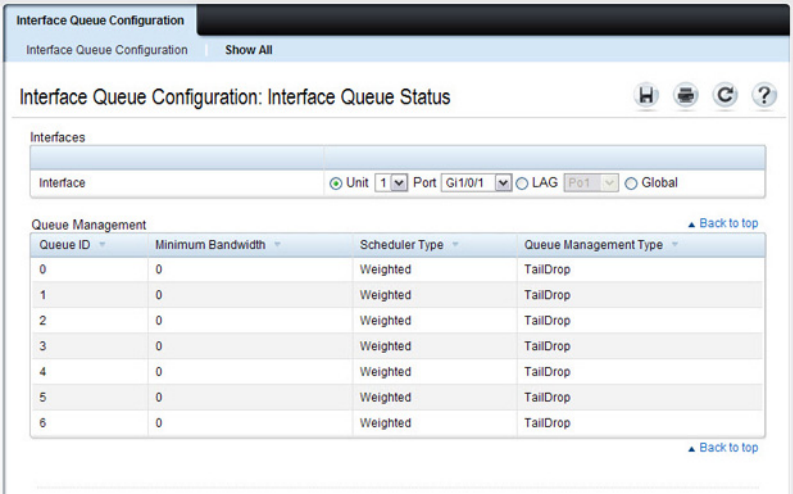 Interface Queue Configuration
Interface Queue Configuration Show All
Interface Queue Configuration: Interface Queue Status
Interfaces
Interface Unit 1 Port Gi1/0/1 LAG Po1 Global
Queue Management Back to top
Queue ID Minimum Bandwidth Scheduler Type Queue Management Type
0 0 Weighted TailDrop
1 0 Weighted TailDrop
2 0 Weighted TailDrop
3 0 Weighted TailDrop
4 0 Weighted TailDrop
5 0 Weighted TailDrop
6 0 Weighted TailDrop
Back to top